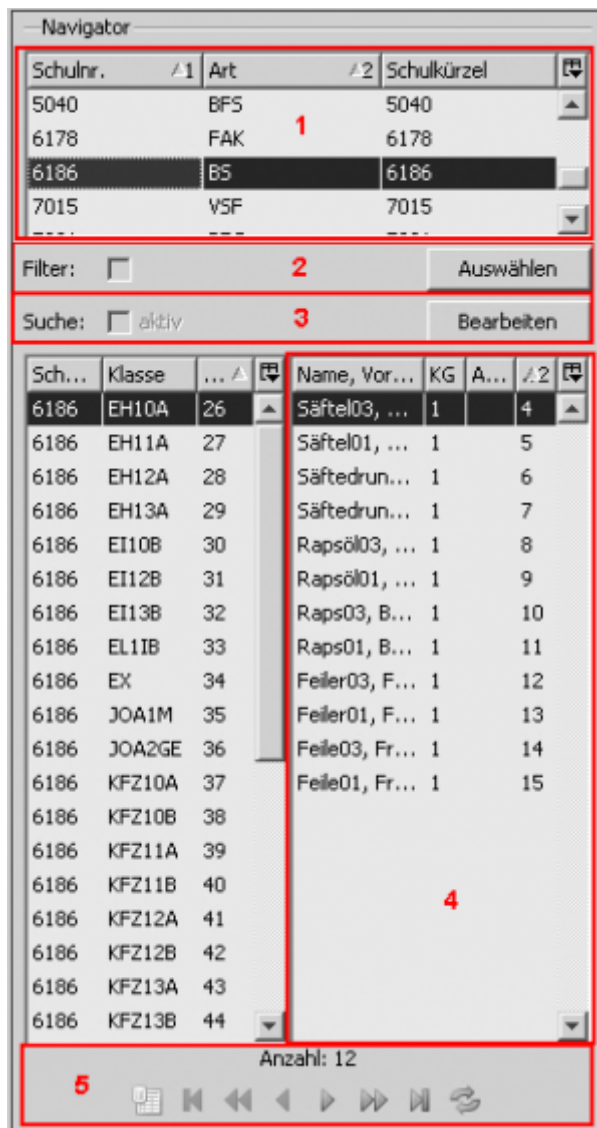 Navigator
Schulnr. 1 Art 2 Schulkürzel
5040 BFS 5040
1
6178 FAK 6178
6186 BS 6186
7015 VSF 7015
Filter: 2 Auswählen
Suche: aktiv 3 Bearbeiten
Sch... Klasse ... Name, Vor... KG A... 2
6186 EH10A 26 Säftel03, ... 1 4
6186 EH11A 27 Säftel01, ... 1 5
6186 EH12A 28 Säftedrun... 1 6
6186 EH13A 29 Säftedrun... 1 7
6186 EI10B 30 Rapsöl03, ... 1 8
6186 EI12B 31 Rapsöl01, ... 1 9
6186 EI13B 32 Raps03, B... 1 10
6186 EL1IB 33 Raps01, B... 1 11
6186 EX 34 Feiler03, F... 1 12
6186 JOA1M 35 Feiler01, F... 1 13
6186 JOA2GE 36 Feile03, Fr... 1 14
6186 KFZ10A 37 Feile01, Fr... 1 15
6186 KFZ10B 38
6186 KFZ11A 39
6186 KFZ11B 40
4
6186 KFZ12A 41
6186 KFZ12B 42
6186 KFZ13A 43
6186 KFZ13B 44
Anzahl: 12
5